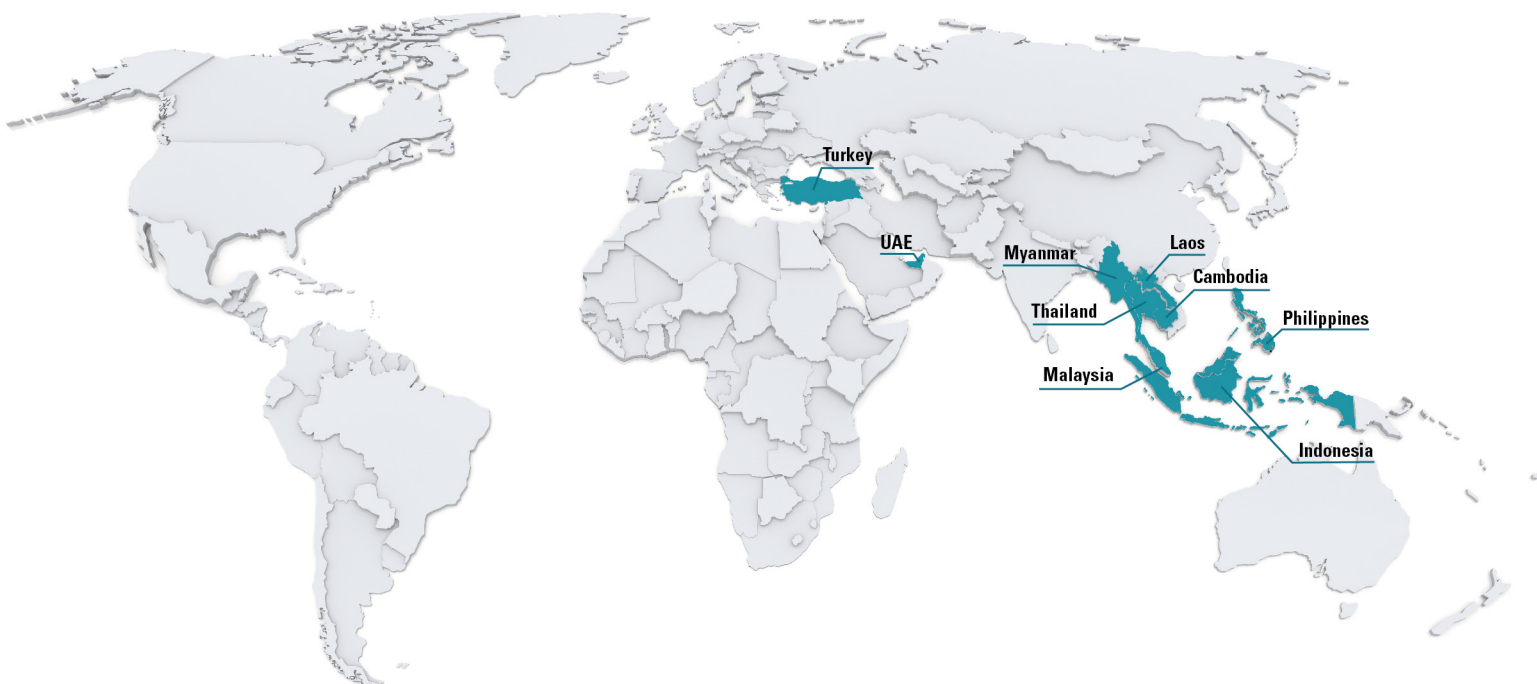 Turkey
UAE
Laos
Myanmar
Cambodia
Thailand
Philippines
Malaysia
Indonesia